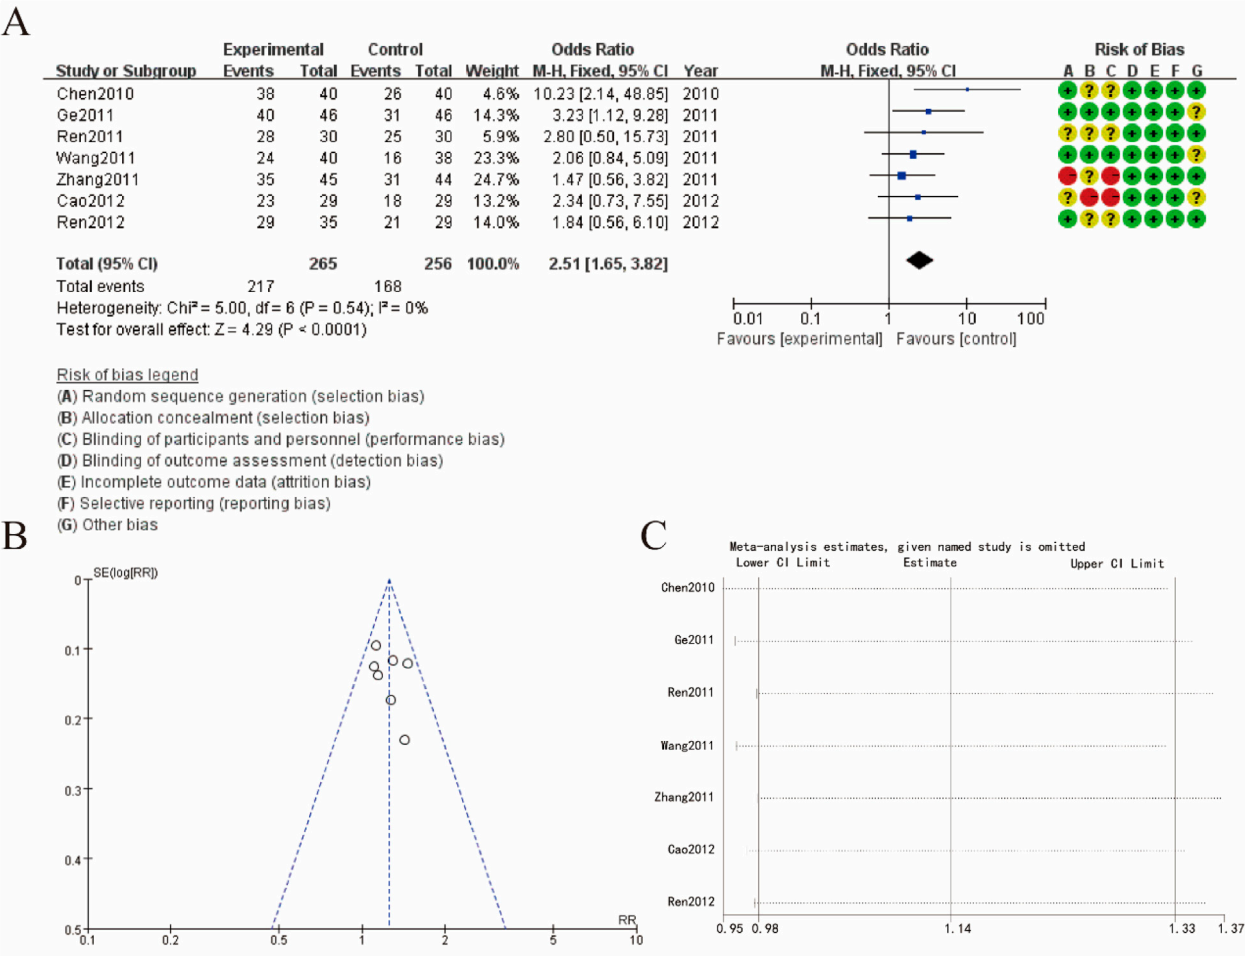 A
Experimental Control Odds Ratio Odds Ratio Risk of Bias
Study or Subgroup Events Total Events Total Weight M-H, Fixed, 95% CI Year M-H, Fixed, 95% CI A B C D E F G
Chen2010 38 40 26 40 4.6% 10.23 [2.14, 48.85] 2010 + ? ? + + + +
Ge2011 40 46 31 46 14.3% 3.23 [1.12, 9.28] 2011 + + + + + + ?
Ren2011 28 30 25 30 5.9% 2.80 [0.50, 15.73] 2011 ? ? ? + + + +
Wang2011 24 40 16 38 23.3% 2.06 [0.84, 5.09] 2011 + + + + + + ?
Zhang2011 35 45 31 44 24.7% 1.47 [0.56, 3.82] 2011 - ? - + + + +
Cao2012 23 29 18 29 13.2% 2.34 [0.73, 7.55] 2012 ? - - + + + ?
Ren2012 29 35 21 29 14.0% 1.84 [0.56, 6.10] 2012 + ? ? + + + +
Total (95% CI) 265 256 100.0% 2.51 [1.65, 3.82]
Total events 217 168
Heterogeneity: Chi² = 5.00, df = 6 (P = 0.54); I² = 0%
Test for overall effect: Z = 4.29 (P < 0.0001)
0.01 0.1 1 10 100
Favours [experimental] Favours [control]
Risk of bias legend
(A) Random sequence generation (selection bias)
(B) Allocation concealment (selection bias)
(C) Blinding of participants and personnel (performance bias)
(D) Blinding of outcome assessment (detection bias)
(E) Incomplete outcome data (attrition bias)
(F) Selective reporting (reporting bias)
(G) Other bias
B
SE(log[RR])
0
0.1
0.2
0.3
0.4
0.5
RR
0.1 0.2 0.5 1 2 5 10
C
Meta-analysis estimates, given named study is omitted
Lower CI Limit Estimate Upper CI Limit
Chen2010
Ge2011
Ren2011
Wang2011
Zhang2011
Cao2012
Ren2012
0.95 0.98 1.14 1.33 1.37